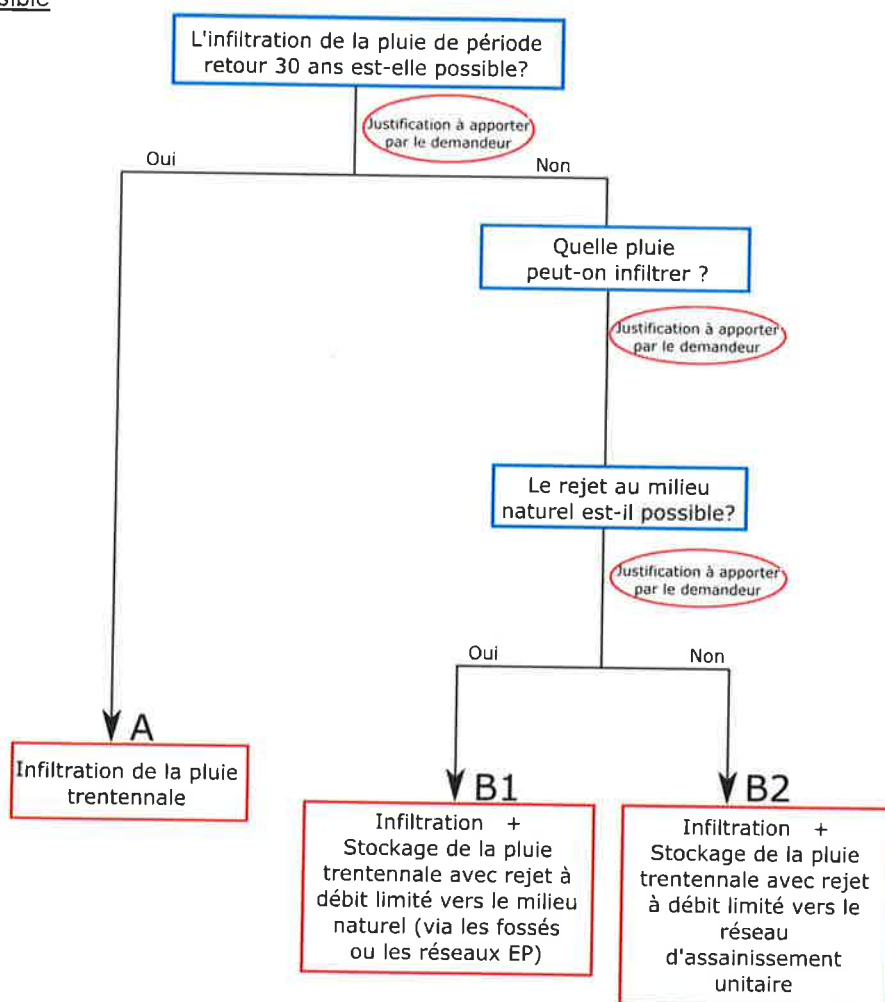 L'infiltration de la pluie de période
retour 30 ans est-elle possible?
Justification à apporter
par le demandeur
Oui
Non
Quelle pluie
peut-on infiltrer ?
Justification à apporter
par le demandeur
Le rejet au milieu
naturel est-il possible?
Justification à apporter
par le demandeur
Oui
Non
A
Infiltration de la pluie
trentennale
B1
Infiltration +
Stockage de la pluie
trentennale avec rejet à
débit limité vers le milieu
naturel (via les fossés
ou les réseaux EP)
B2
Infiltration +
Stockage de la pluie
trentennale avec rejet
à débit limité vers le
réseau
d'assainissement
unitaire